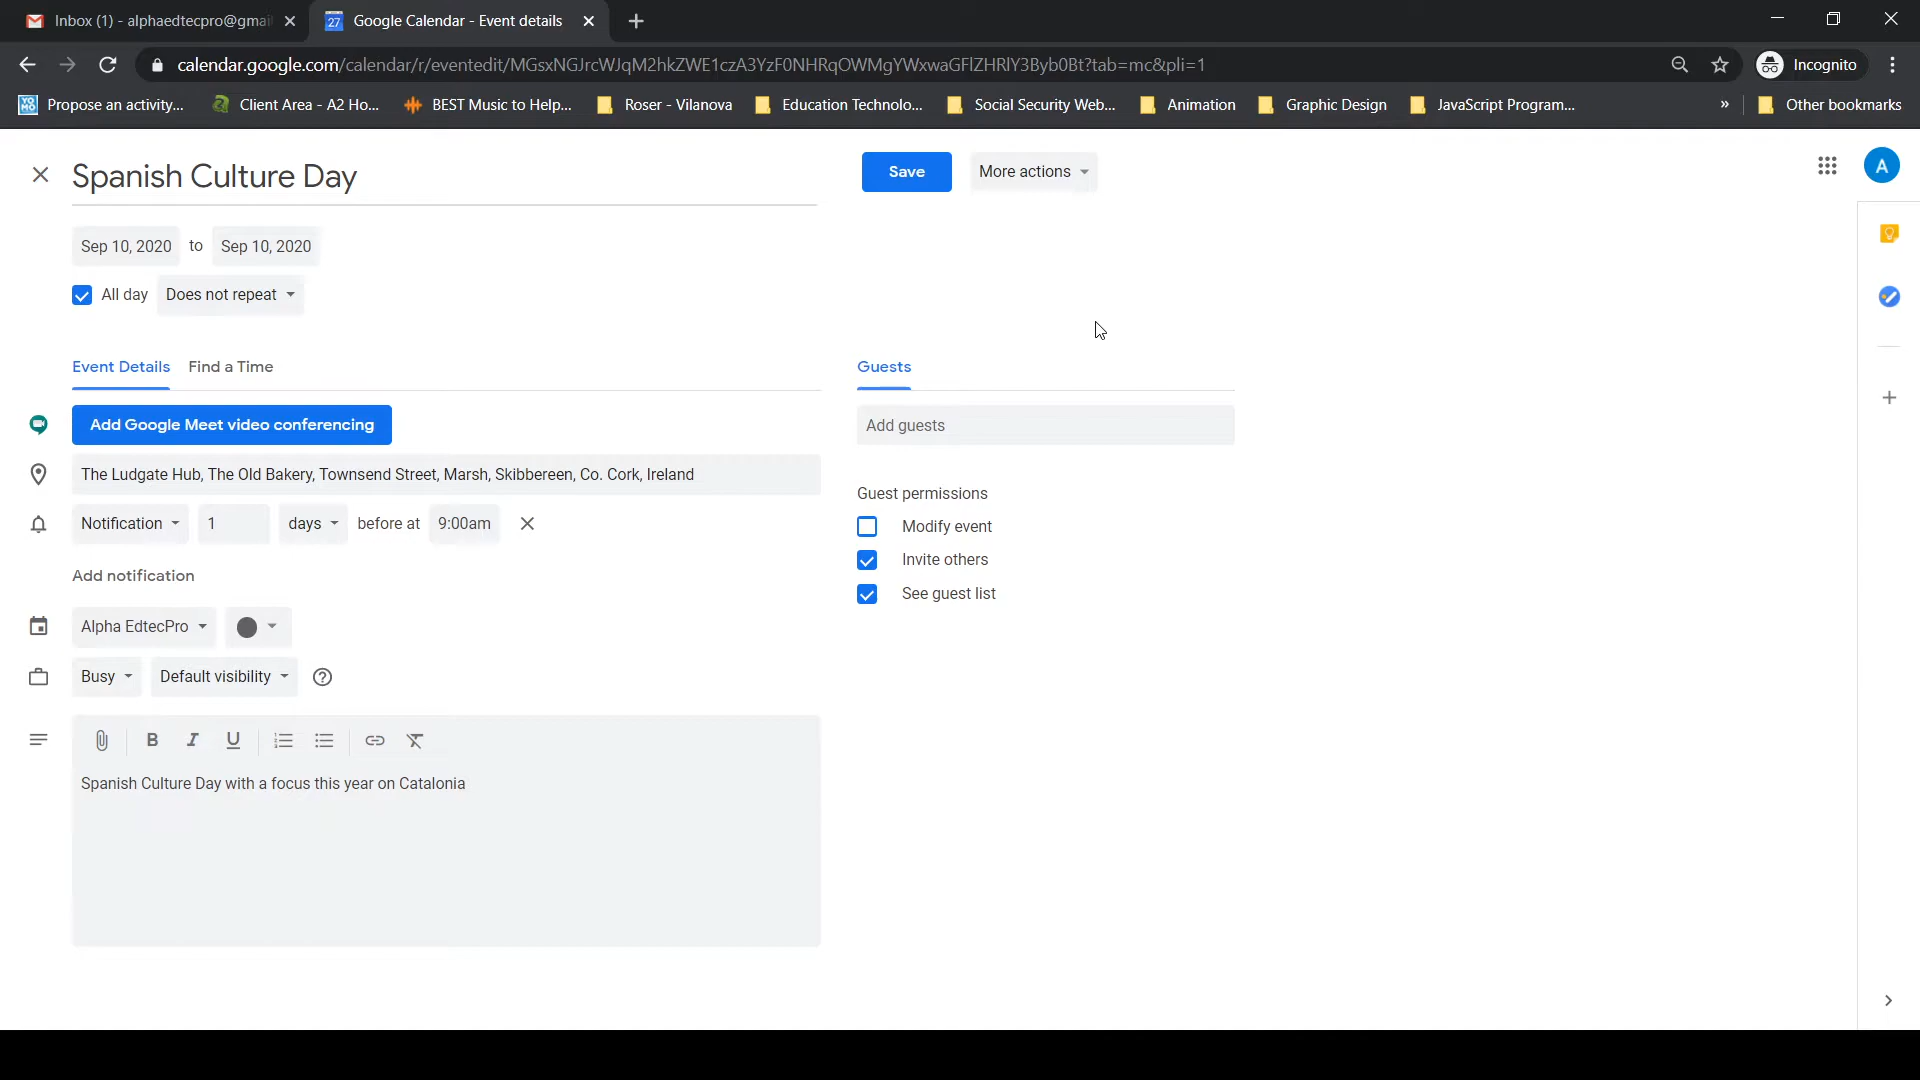 Inbox (1) - alphaedtecpro@gmai
Google Calendar - Event details
calendar.google.com/calendar/r/eventedit/MGsxNGJrcWJqM2hkZWE1czA3YzF0NHRqOWMgYWxwaGFlZHRlY3Byb0Bt?tab=mc&pli=1
Incognito
Propose an activity...
Client Area - A2 Ho...
BEST Music to Help...
Roser - Vilanova
Education Technolo...
Social Security Web...
Animation
Graphic Design
JavaScript Program...
»
Other bookmarks
Spanish Culture Day
Save
More actions
A
Sep 10, 2020 to Sep 10, 2020
All day
Does not repeat
Event Details
Find a Time
Guests
Add Google Meet video conferencing
Add guests
The Ludgate Hub, The Old Bakery, Townsend Street, Marsh, Skibbereen, Co. Cork, Ireland
Guest permissions
Notification 1 days before at 9:00am
Modify event
Invite others
Add notification
See guest list
Alpha EdtecPro
Busy
Default visibility
B I U
Spanish Culture Day with a focus this year on Catalonia